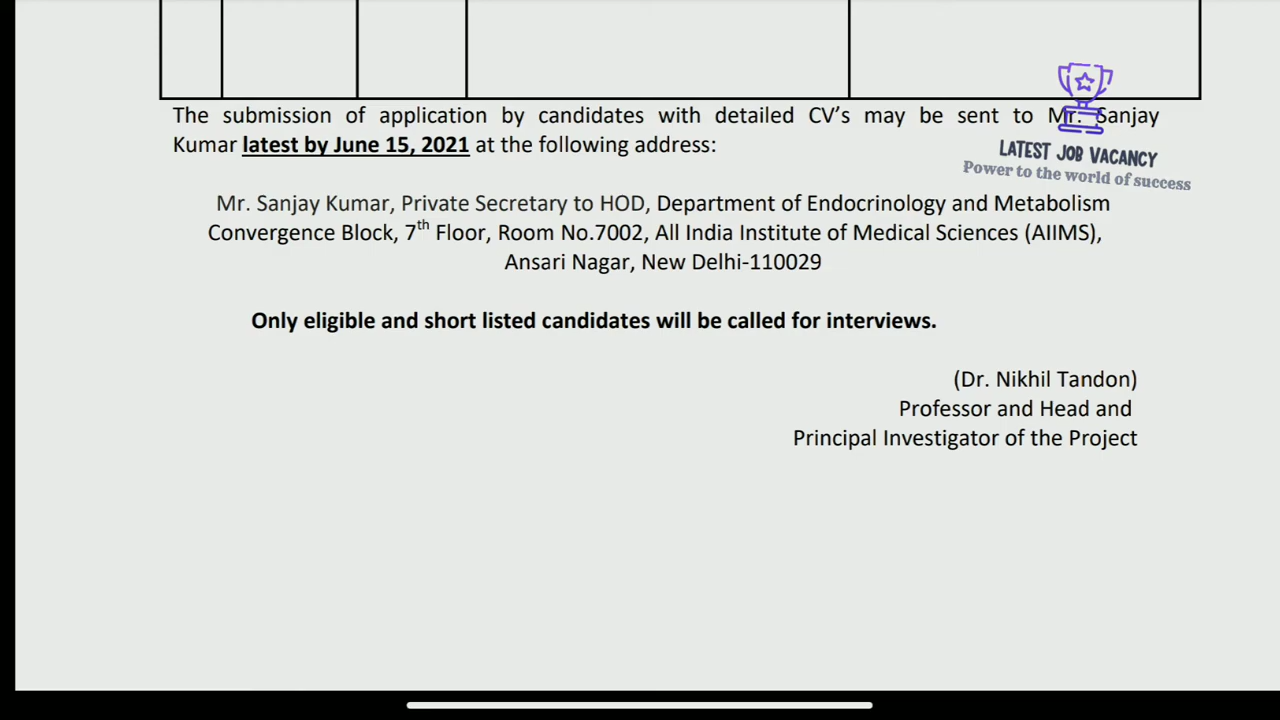 The submission of application by candidates with detailed CV's may be sent to Mr. Sanjay
Kumar latest by June 15, 2021 at the following address:
LATEST JOB VACANCY
Power to the world of success
Mr. Sanjay Kumar, Private Secretary to HOD, Department of Endocrinology and Metabolism
Convergence Block, 7th Floor, Room No.7002, All India Institute of Medical Sciences (AIIMS),
Ansari Nagar, New Delhi-110029
Only eligible and short listed candidates will be called for interviews.
(Dr. Nikhil Tandon)
Professor and Head and
Principal Investigator of the Project